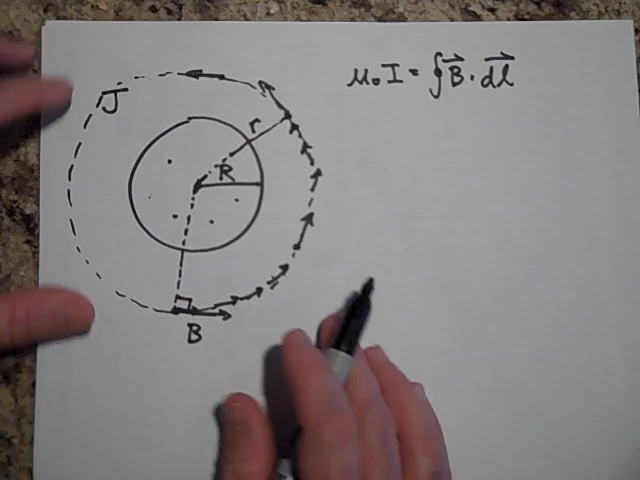 μ₀I = ∮B⃗ · dl⃗
J
r
R
B